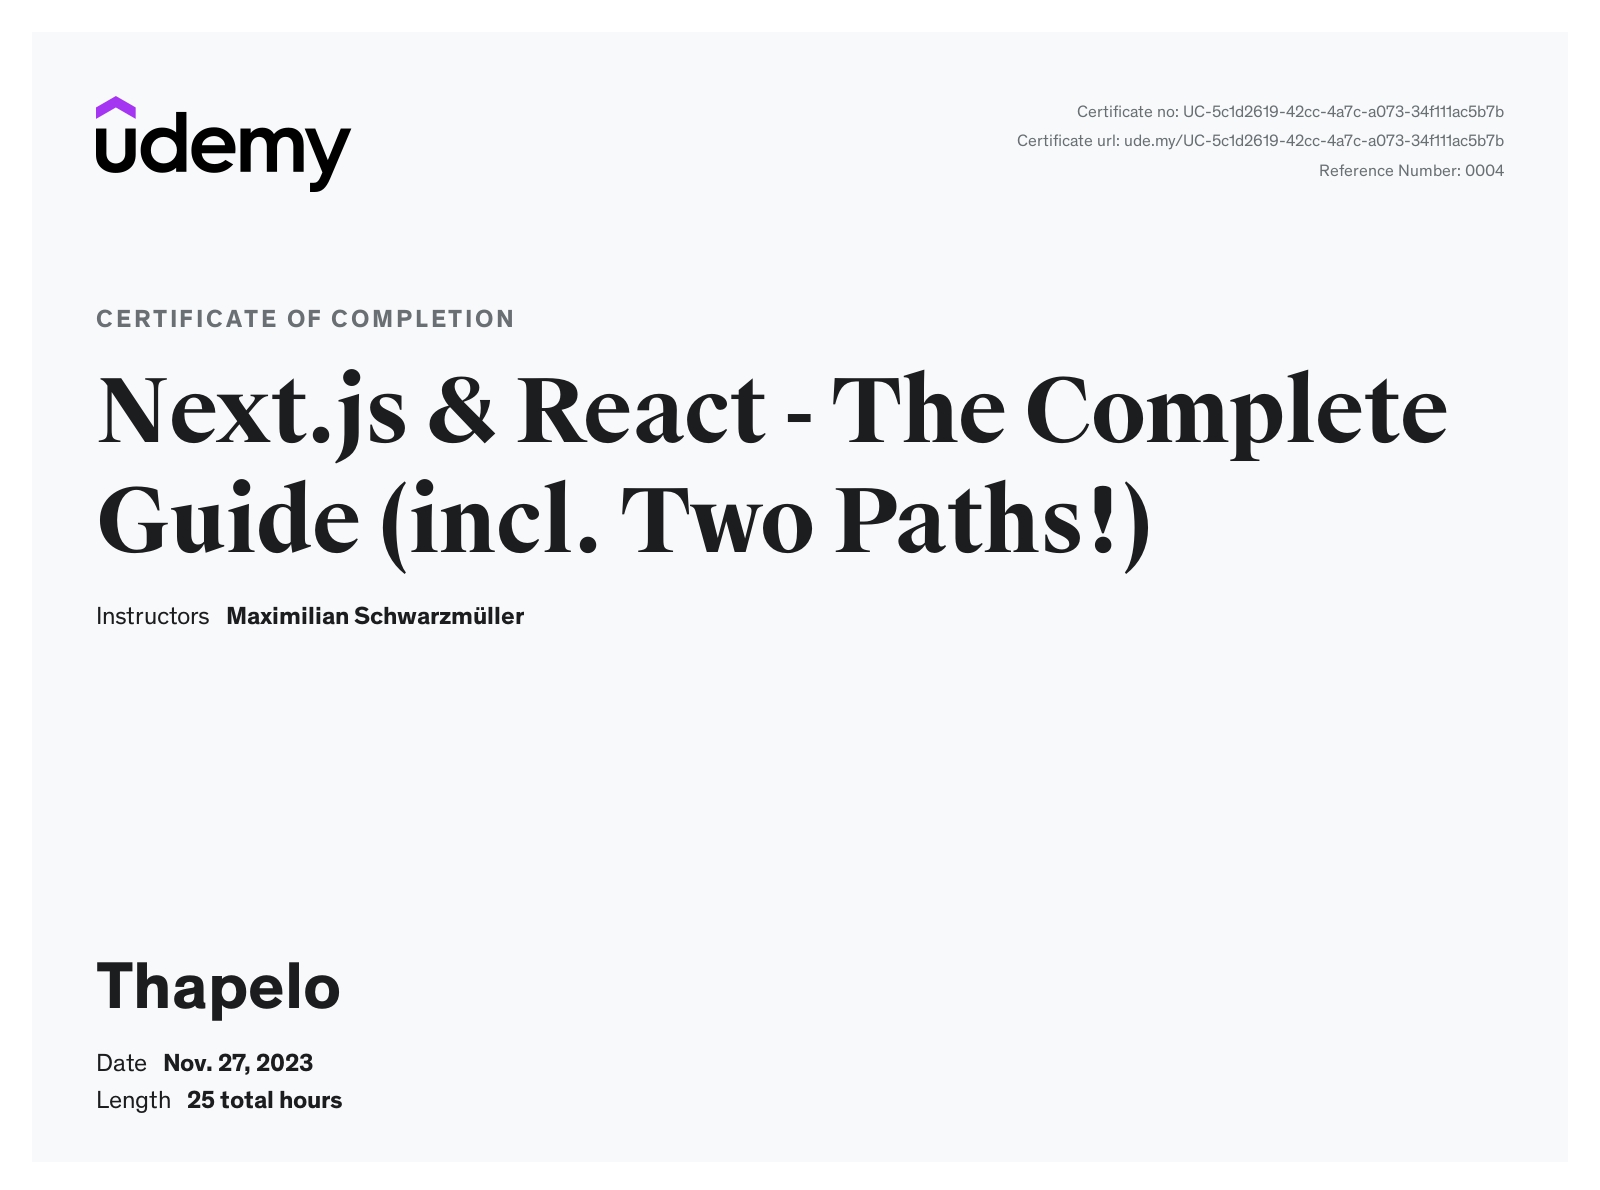 udemy
Certificate no: UC-5c1d2619-42cc-4a7c-a073-34f111ac5b7b
Certificate url: ude.my/UC-5c1d2619-42cc-4a7c-a073-34f111ac5b7b
Reference Number: 0004
CERTIFICATE OF COMPLETION
Next.js & React - The Complete
Guide (incl. Two Paths!)
Instructors Maximilian Schwarzmüller
Thapelo
Date Nov. 27, 2023
Length 25 total hours